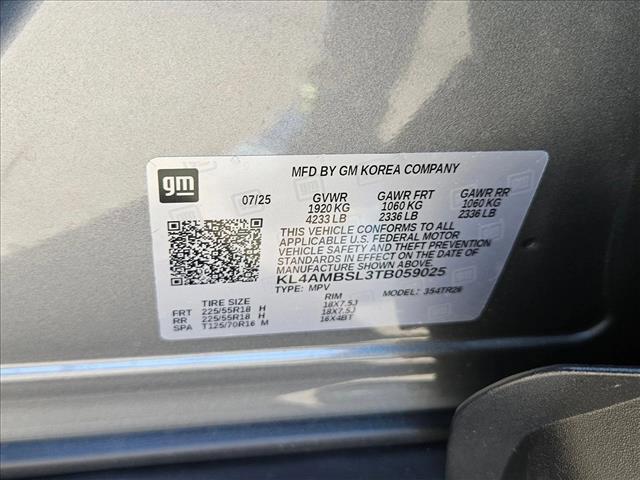 gm
MFD BY GM KOREA COMPANY
07/25 GVWR GAWR FRT GAWR RR
1920 KG 1060 KG 1060 KG
4233 LB 2336 LB 2336 LB
THIS VEHICLE CONFORMS TO ALL
APPLICABLE U.S. FEDERAL MOTOR
VEHICLE SAFETY AND THEFT PREVENTION
STANDARDS IN EFFECT ON THE DATE OF
MANUFACTURE SHOWN ABOVE.
KL4AMBSL3TB059025
TYPE: MPV MODEL: 354TR26
TIRE SIZE RIM
FRT 225/55R18 H 18X7.5J
RR 225/55R18 H 18X7.5J
SPA T125/70R16 M 16X4BT